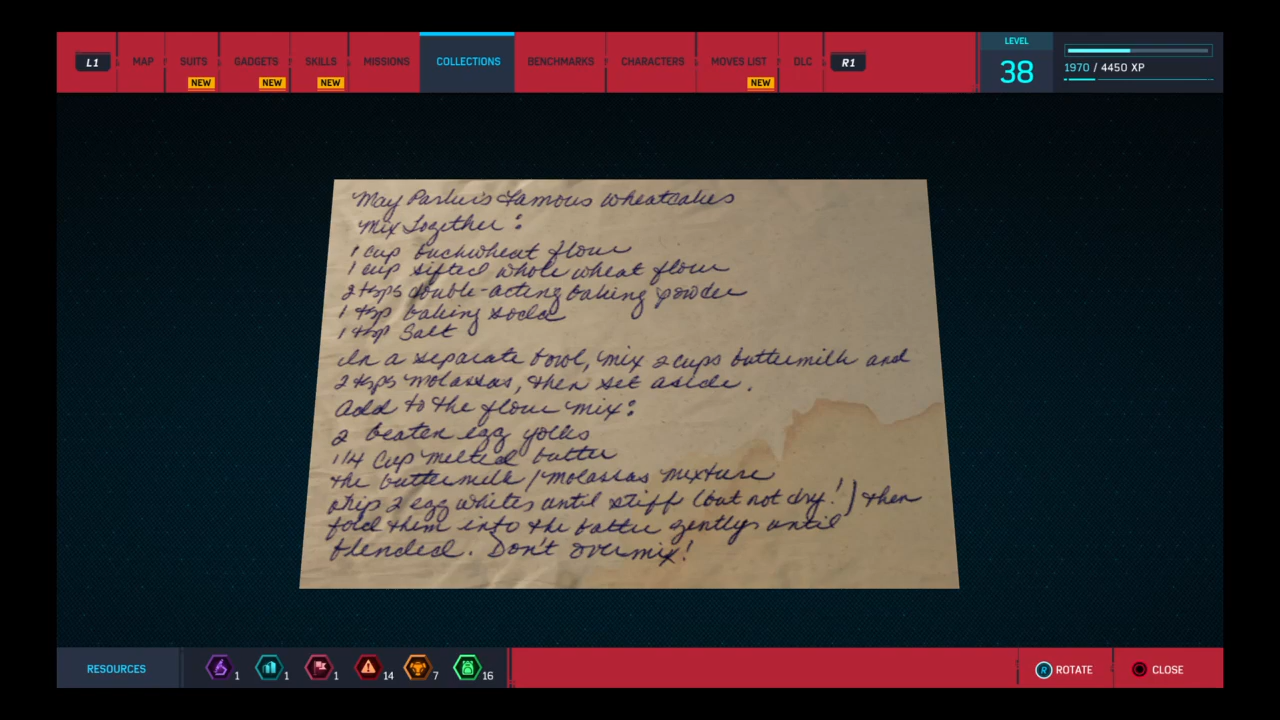 L1 MAP SUITS GADGETS SKILLS MISSIONS COLLECTIONS BENCHMARKS CHARACTERS MOVES LIST DLC R1
NEW NEW NEW NEW
LEVEL
38
1970 / 4450 XP
May Parker's Famous Wheatcakes
Mix Together:
1 cup buckwheat flour
1 cup sifted whole wheat flour
2 tsps double-acting baking powder
1 tsp baking soda
1 tsp Salt
In a separate bowl, mix 2 cups buttermilk and
2 tsps molassas, then set aside.
Add to the flour mix:
2 beaten egg yolks
1/4 Cup melted butter
the buttermilk/molassas mixture
whip 2 egg whites until stiff (but not dry!) then
fold them into the batter gently until
blended. Don't overmix!
RESOURCES 1 1 1 14 7 16
R ROTATE CLOSE